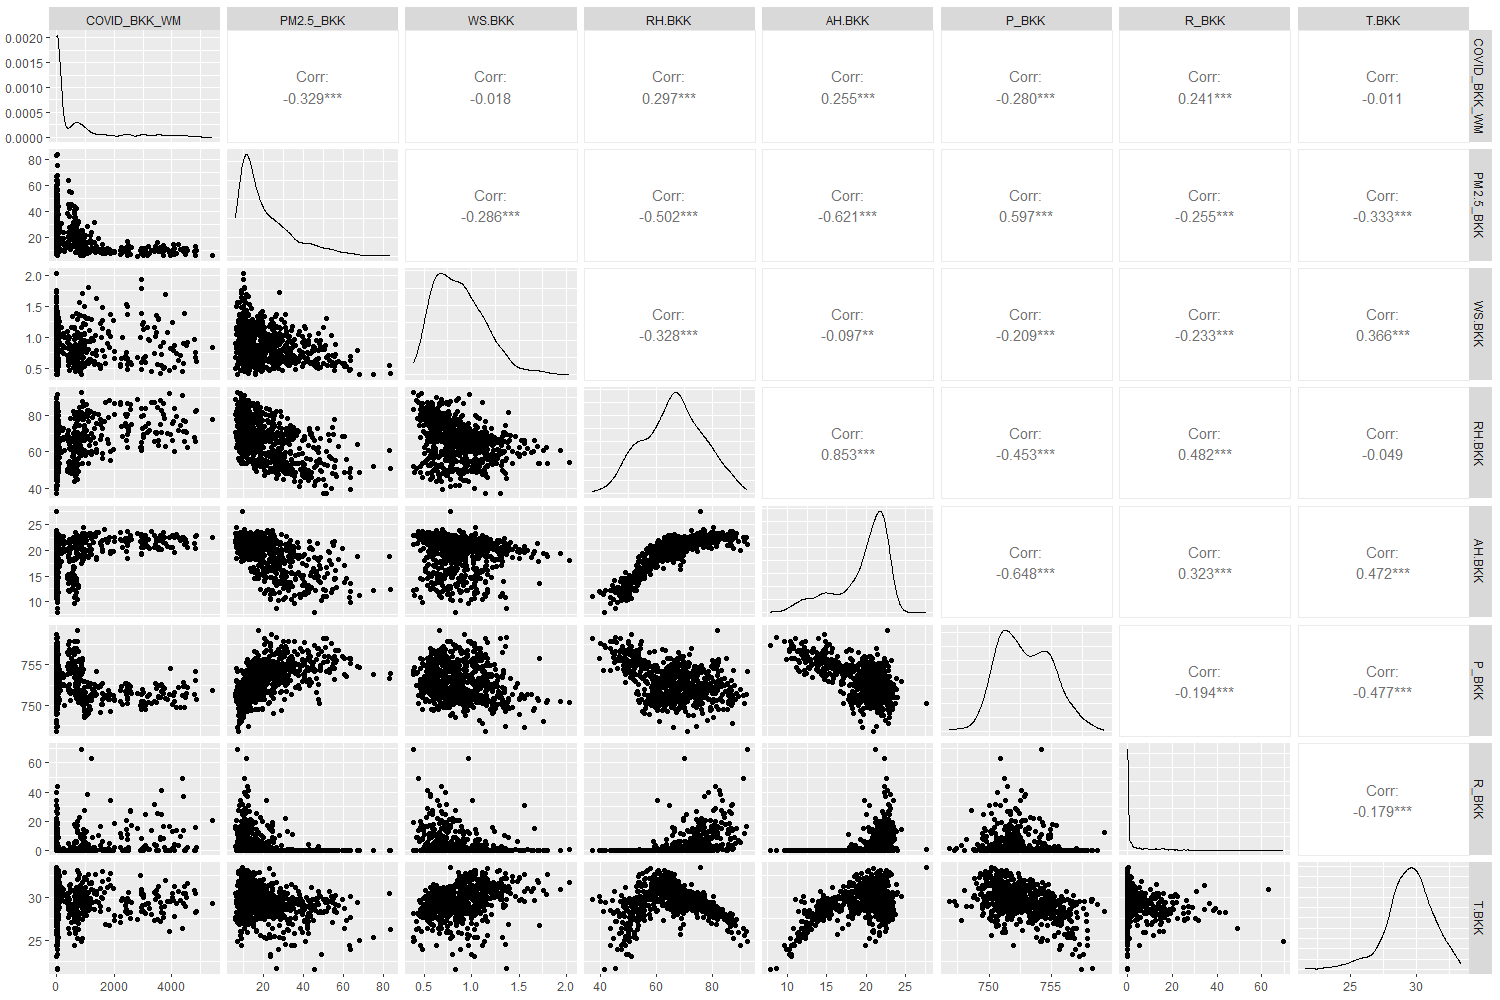 COVID_BKK_WM PM2.5_BKK WS.BKK RH.BKK AH.BKK P_BKK R_BKK T.BKK
0.0020
0.0015
0.0010
0.0005
0.0000
Corr:
-0.329***
Corr:
-0.018
Corr:
0.297***
Corr:
0.255***
Corr:
-0.280***
Corr:
0.241***
Corr:
-0.011
COVID_BKK_WM
80
60
40
20
Corr:
-0.286***
Corr:
-0.502***
Corr:
-0.621***
Corr:
0.597***
Corr:
-0.255***
Corr:
-0.333***
PM2.5_BKK
2.0
1.5
1.0
0.5
Corr:
-0.328***
Corr:
-0.097**
Corr:
-0.209***
Corr:
-0.233***
Corr:
0.366***
WS.BKK
80
60
40
Corr:
0.853***
Corr:
-0.453***
Corr:
0.482***
Corr:
-0.049
RH.BKK
25
20
15
10
Corr:
-0.648***
Corr:
0.323***
Corr:
0.472***
AH.BKK
755
750
Corr:
-0.194***
Corr:
-0.477***
P_BKK
60
40
20
0
Corr:
-0.179***
R_BKK
30
25
T.BKK
0 2000 4000 20 40 60 80 0.5 1.0 1.5 2.0 40 60 80 10 15 20 25 750 755 0 20 40 60 25 30